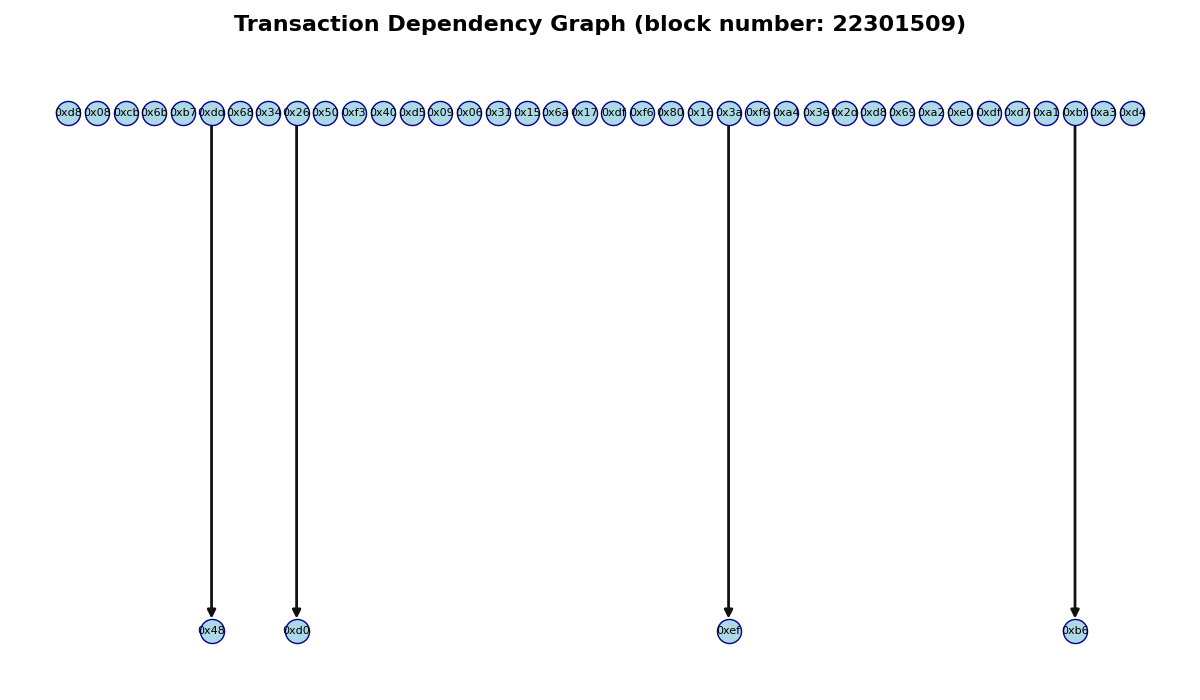 Transaction Dependency Graph (block number: 22301509)
0xd8 0x08 0xcb 0x6b 0xb7 0xdd 0x68 0x34 0x26 0x50 0xf3 0x40 0xd5 0x09 0x06 0x31 0x15 0x6a 0x17 0xdf 0xf6 0x80 0x16 0x3a 0xf6 0xa4 0x3e 0x2d 0xd8 0x69 0xa2 0xe0 0xdf 0xd7 0xa1 0xbf 0xa3 0xd4
0x48 0xd0 0xef 0xb6